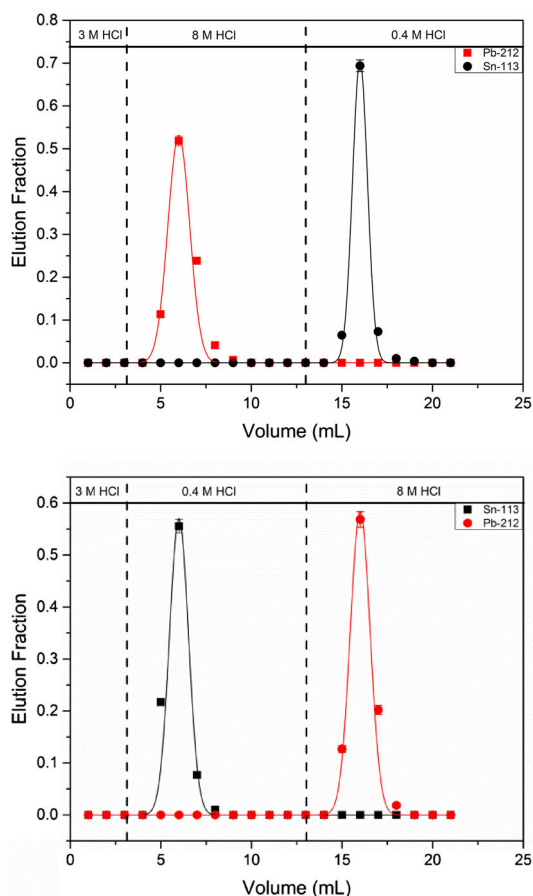 3 M HCl 8 M HCl 0.4 M HCl
0.8
Pb-212
Sn-113
0.7
0.6
0.5
0.4
0.3
0.2
0.1
0.0
Elution Fraction
0 5 10 15 20 25
Volume (mL)
3 M HCl 0.4 M HCl 8 M HCl
0.6
Sn-113
Pb-212
0.5
0.4
0.3
0.2
0.1
0.0
Elution Fraction
0 5 10 15 20 25
Volume (mL)